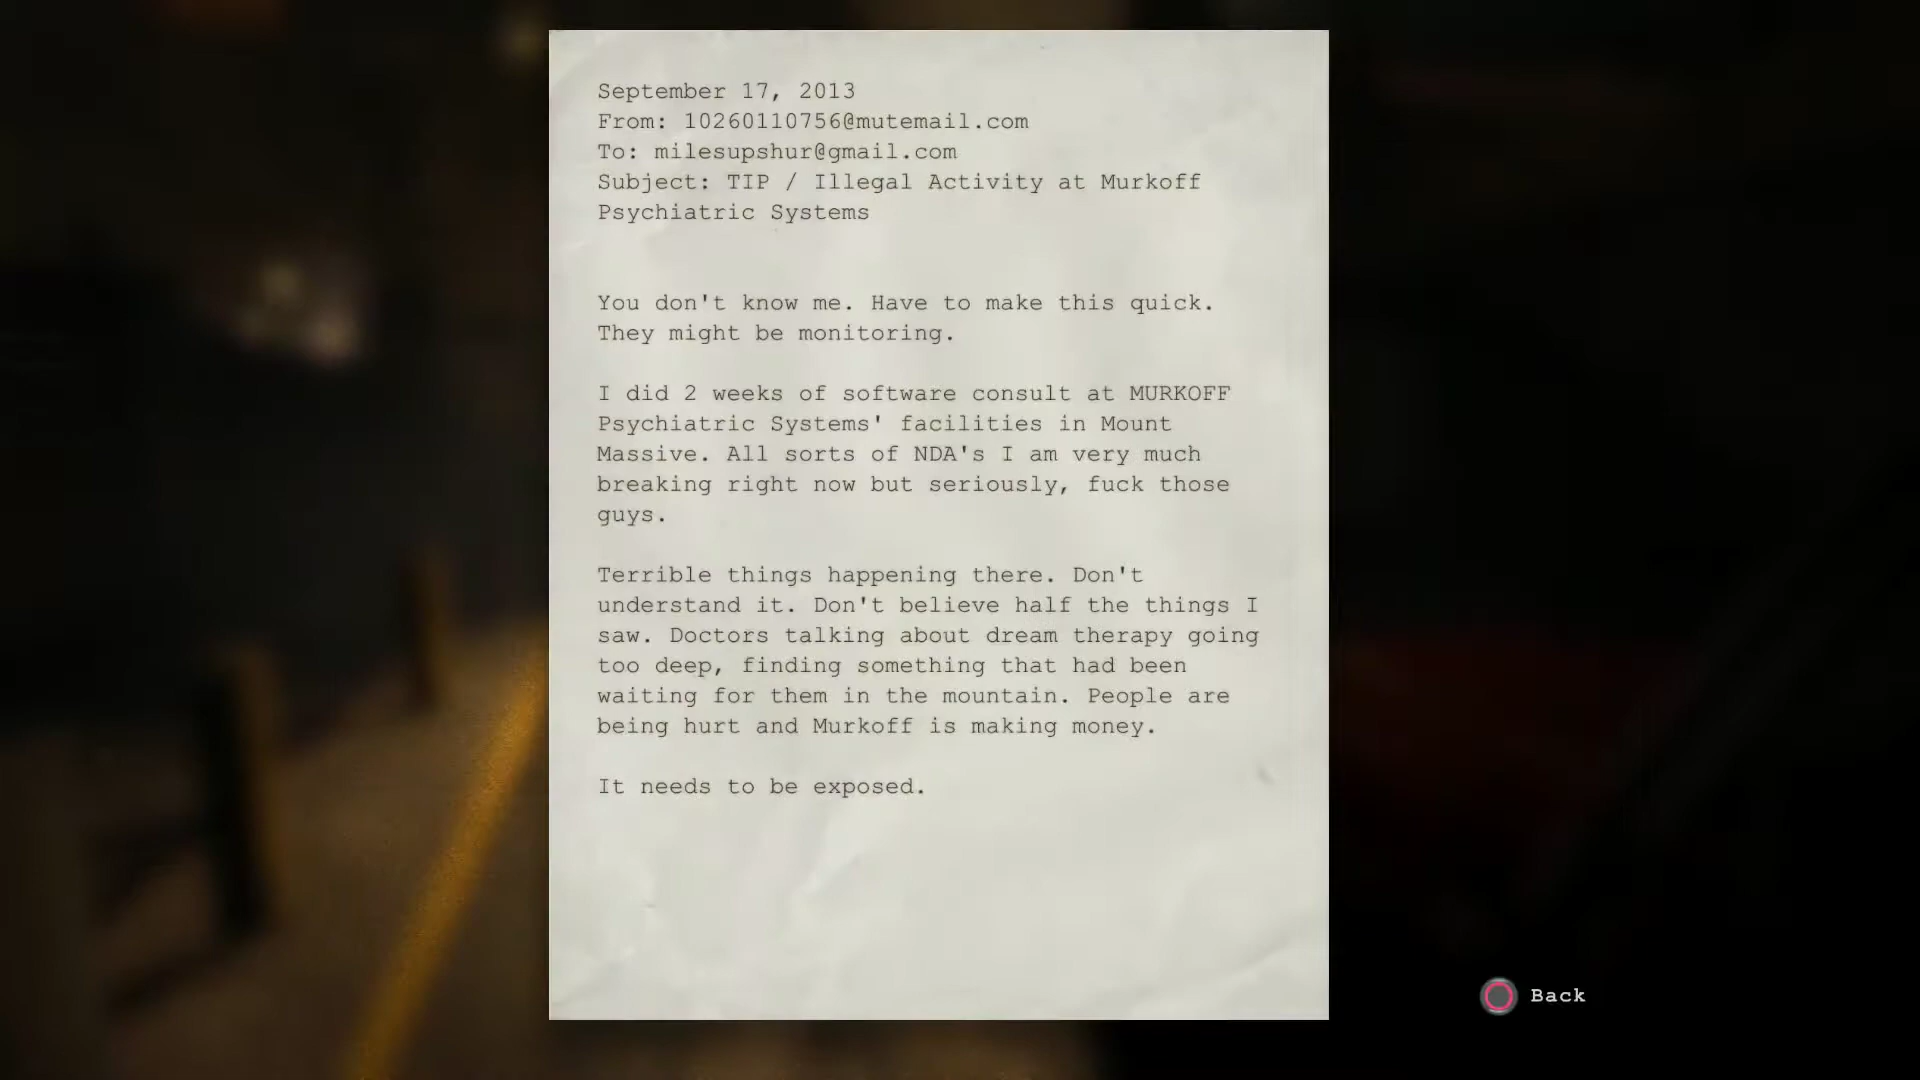 September 17, 2013
From: 10260110756@mutemail.com
To: milesupshur@gmail.com
Subject: TIP / Illegal Activity at Murkoff
Psychiatric Systems
You don't know me. Have to make this quick.
They might be monitoring.
I did 2 weeks of software consult at MURKOFF
Psychiatric Systems' facilities in Mount
Massive. All sorts of NDA's I am very much
breaking right now but seriously, fuck those
guys.
Terrible things happening there. Don't
understand it. Don't believe half the things I
saw. Doctors talking about dream therapy going
too deep, finding something that had been
waiting for them in the mountain. People are
being hurt and Murkoff is making money.
It needs to be exposed.
Back